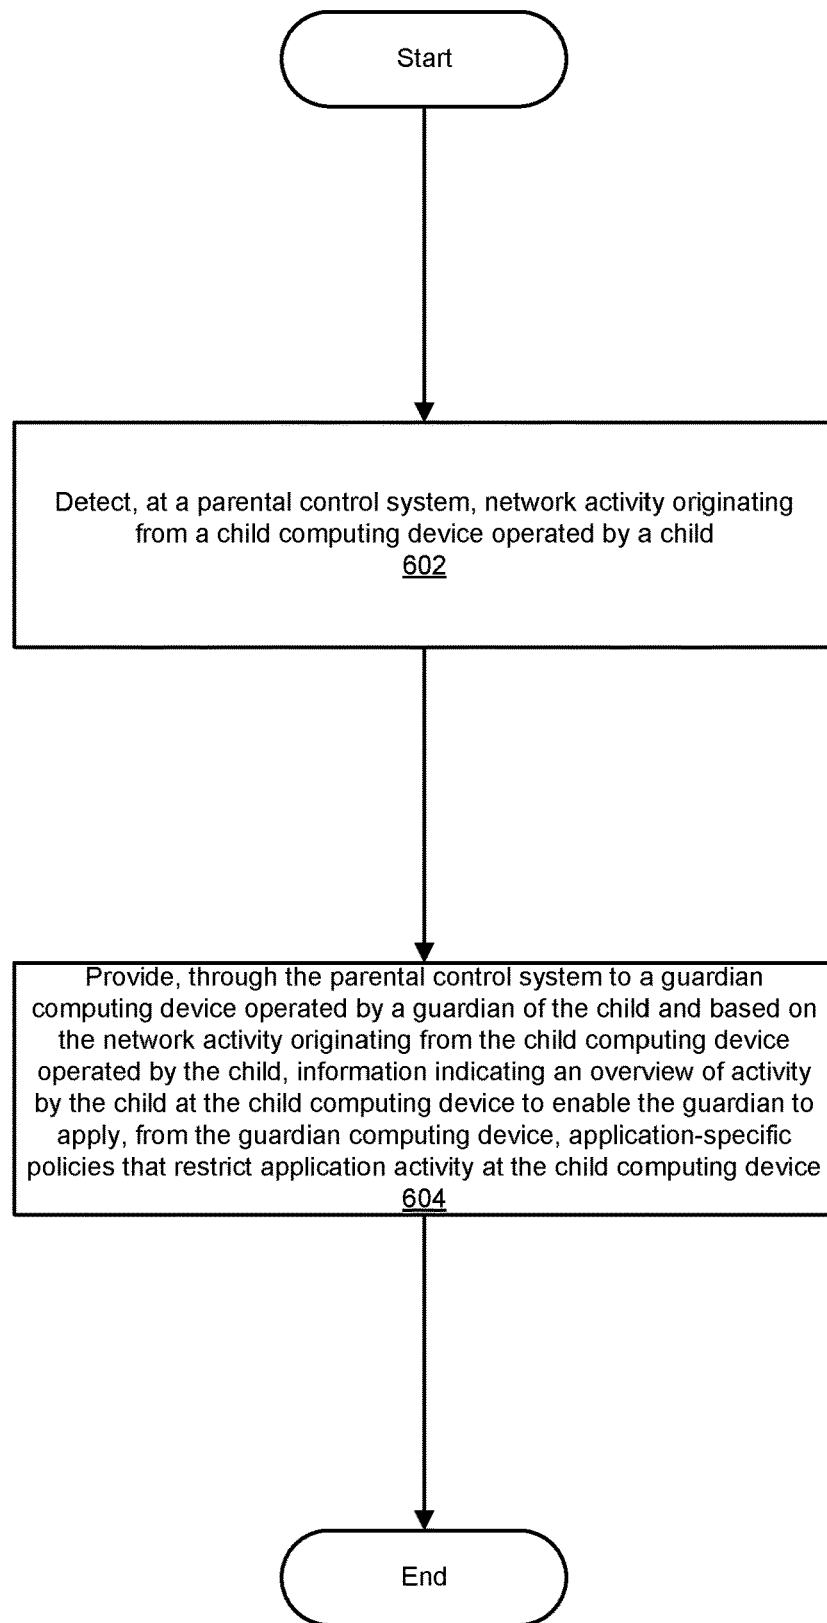 Start
Detect, at a parental control system, network activity originating
from a child computing device operated by a child
602
Provide, through the parental control system to a guardian
computing device operated by a guardian of the child and based on
the network activity originating from the child computing device
operated by the child, information indicating an overview of activity
by the child at the child computing device to enable the guardian to
apply, from the guardian computing device, application-specific
policies that restrict application activity at the child computing device
604
End